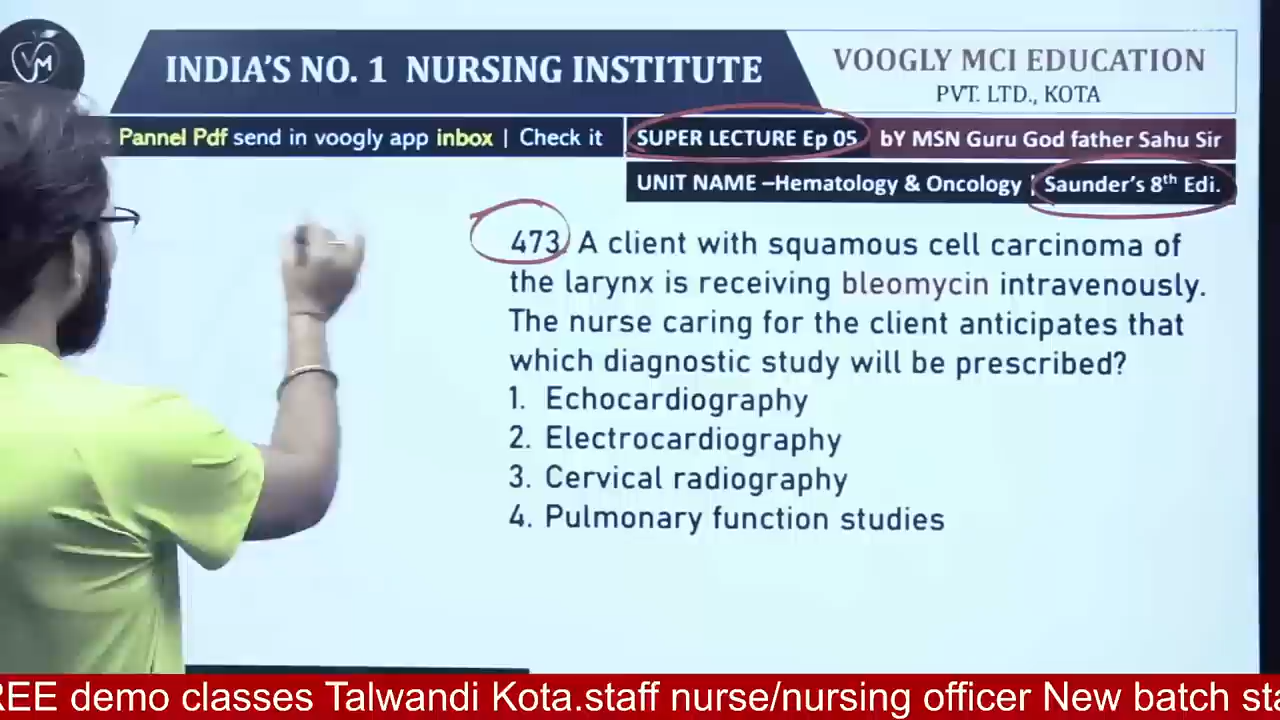 VM
INDIA'S NO. 1 NURSING INSTITUTE
VOOGLY MCI EDUCATION
PVT. LTD., KOTA
Pannel Pdf send in voogly app inbox | Check it
SUPER LECTURE Ep 05
bY MSN Guru God father Sahu Sir
UNIT NAME –Hematology & Oncology | Saunder's 8th Edi.
473. A client with squamous cell carcinoma of
the larynx is receiving bleomycin intravenously.
The nurse caring for the client anticipates that
which diagnostic study will be prescribed?
1. Echocardiography
2. Electrocardiography
3. Cervical radiography
4. Pulmonary function studies
demo classes Talwandi Kota.staff nurse/nursing officer New batch